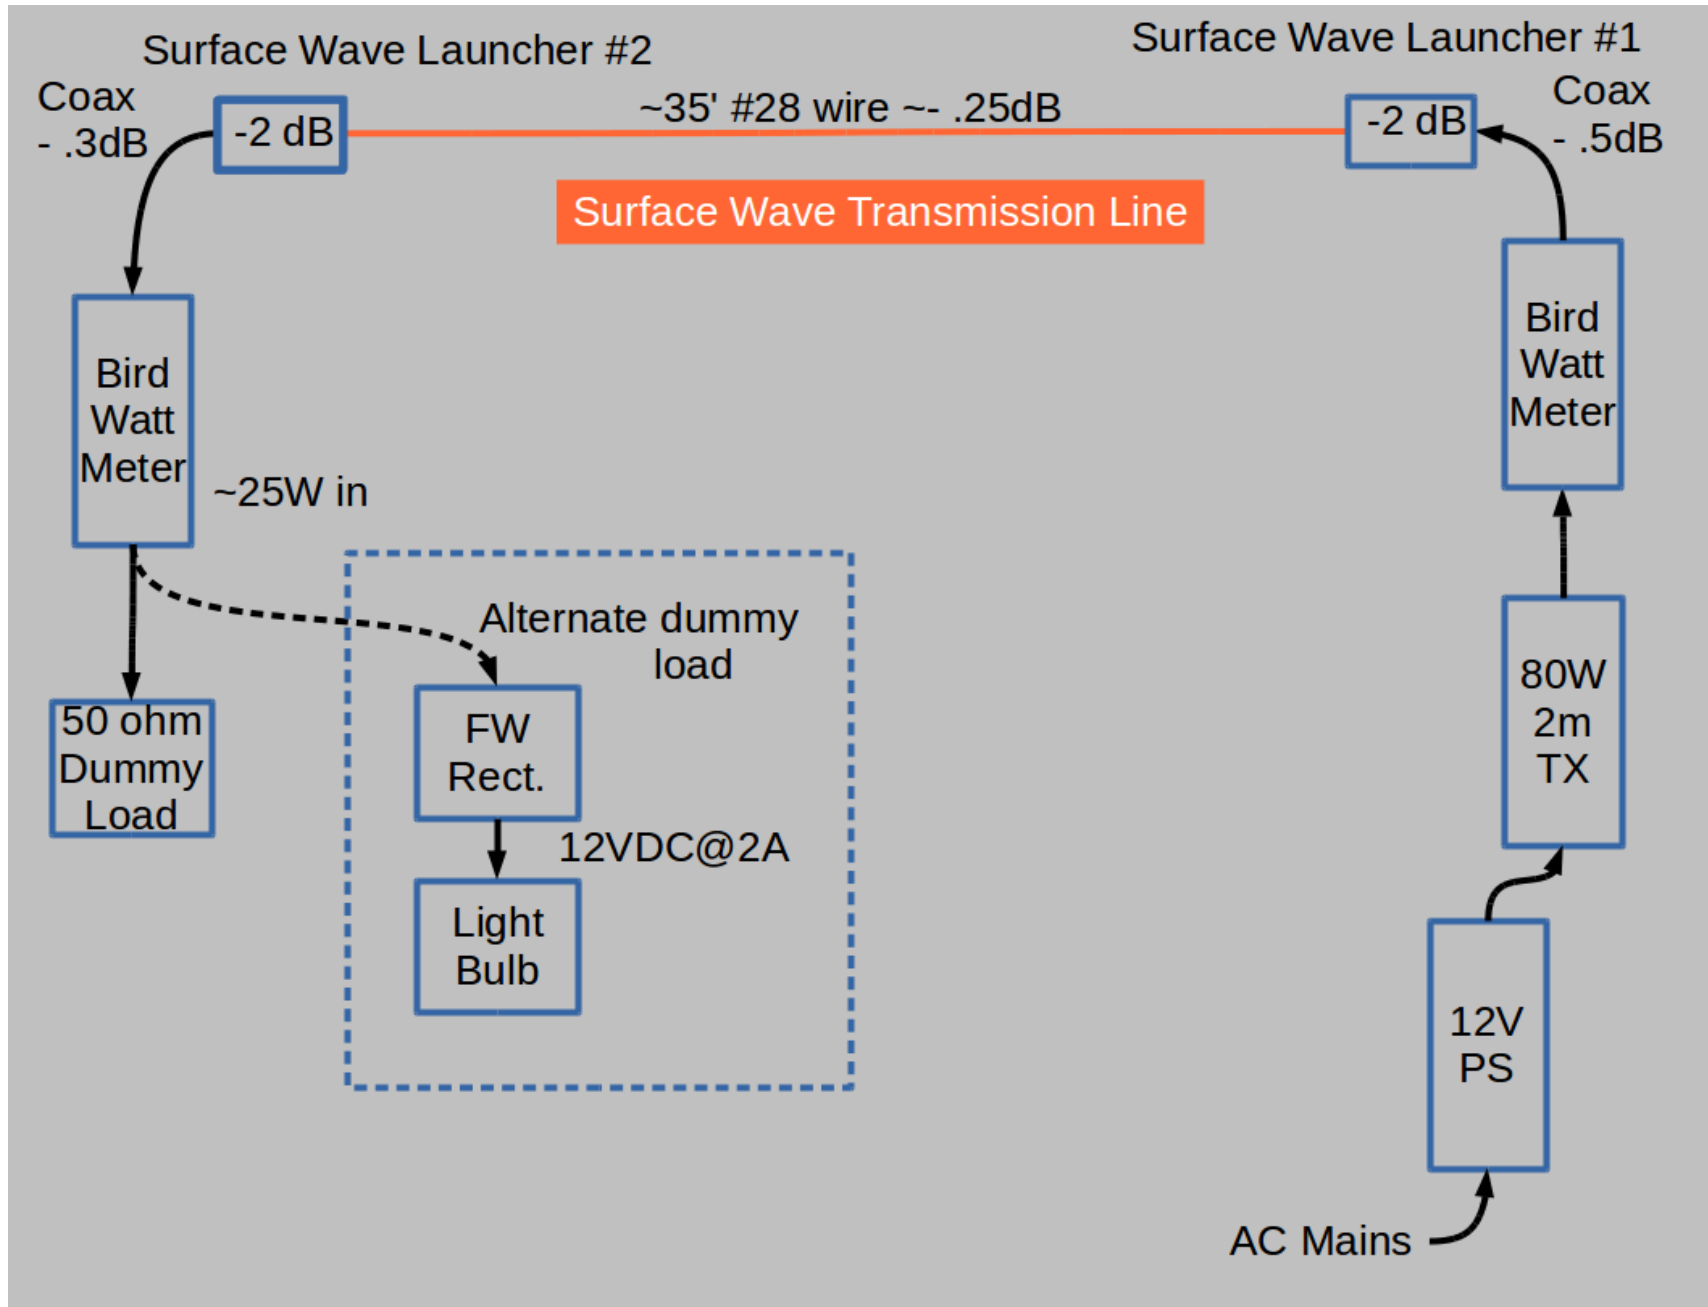 Surface Wave Launcher #2
Surface Wave Launcher #1
Coax
- .3dB
-2 dB
~35' #28 wire ~- .25dB
-2 dB
Coax
- .5dB
Surface Wave Transmission Line
Bird
Watt
Meter
Bird
Watt
Meter
~25W in
Alternate dummy
load
50 ohm
Dummy
Load
FW
Rect.
80W
2m
TX
12VDC@2A
Light
Bulb
12V
PS
AC Mains